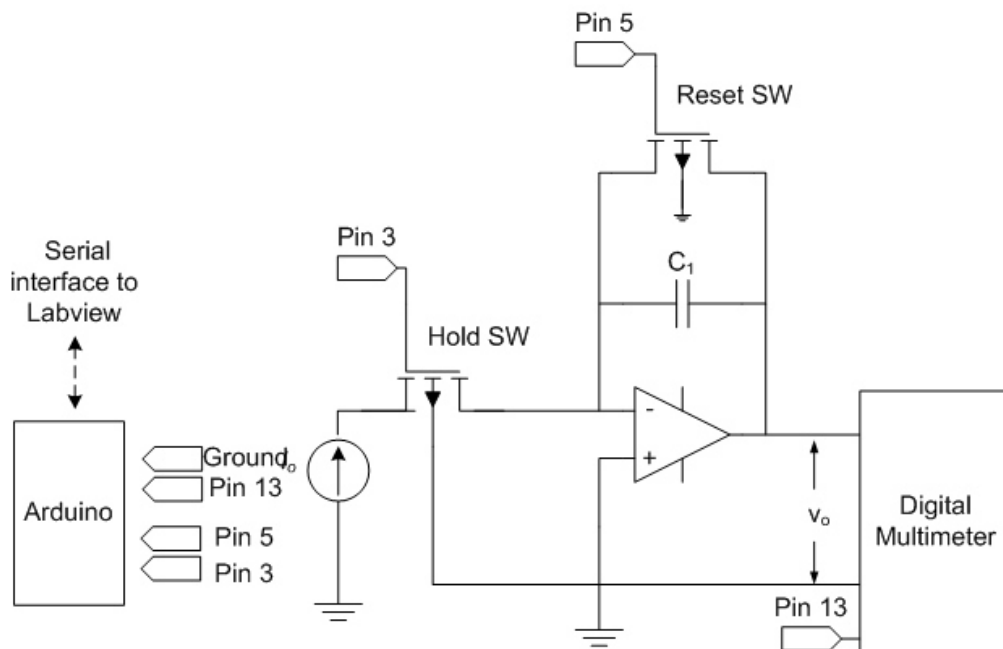 Pin 5
Reset SW
Pin 3
C1
Serial
interface to
Labview
Hold SW
-
+
Ground
Io
Pin 13
Arduino
Pin 5
Pin 3
vo
Digital
Multimeter
Pin 13